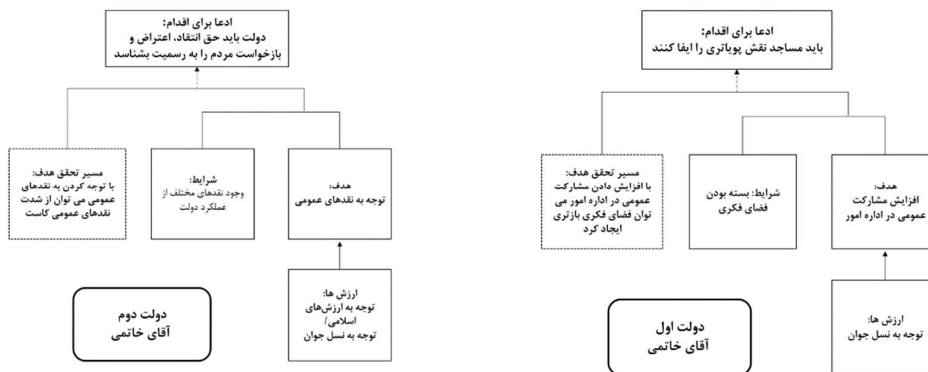 ادعا برای اقدام:
باید مساجد نقش پویاتری را ایفا کنند
هدف:
افزایش مشارکت
عمومی در اداره امور
شرایط: بسته بودن
فضای فکری
مسیر تحقق هدف:
با افزایش دادن مشارکت
عمومی در اداره امور می
توان فضای فکری بازتری
ایجاد کرد
ارزش ها:
توجه به نسل جوان
دولت اول
آقای خاتمی
ادعا برای اقدام:
دولت باید حق انتقاد، اعتراض و
بازخواست مردم را به رسمیت بشناسد
هدف:
توجه به نقدهای عمومی
شرایط:
وجود نقدهای مختلف از
عملکرد دولت
مسیر تحقق هدف:
با توجه کردن به نقدهای
عمومی می توان از شدت
نقدهای عمومی کاست
ارزش ها:
توجه به ارزش‌های
اسلامی/
توجه به نسل جوان
دولت دوم
آقای خاتمی